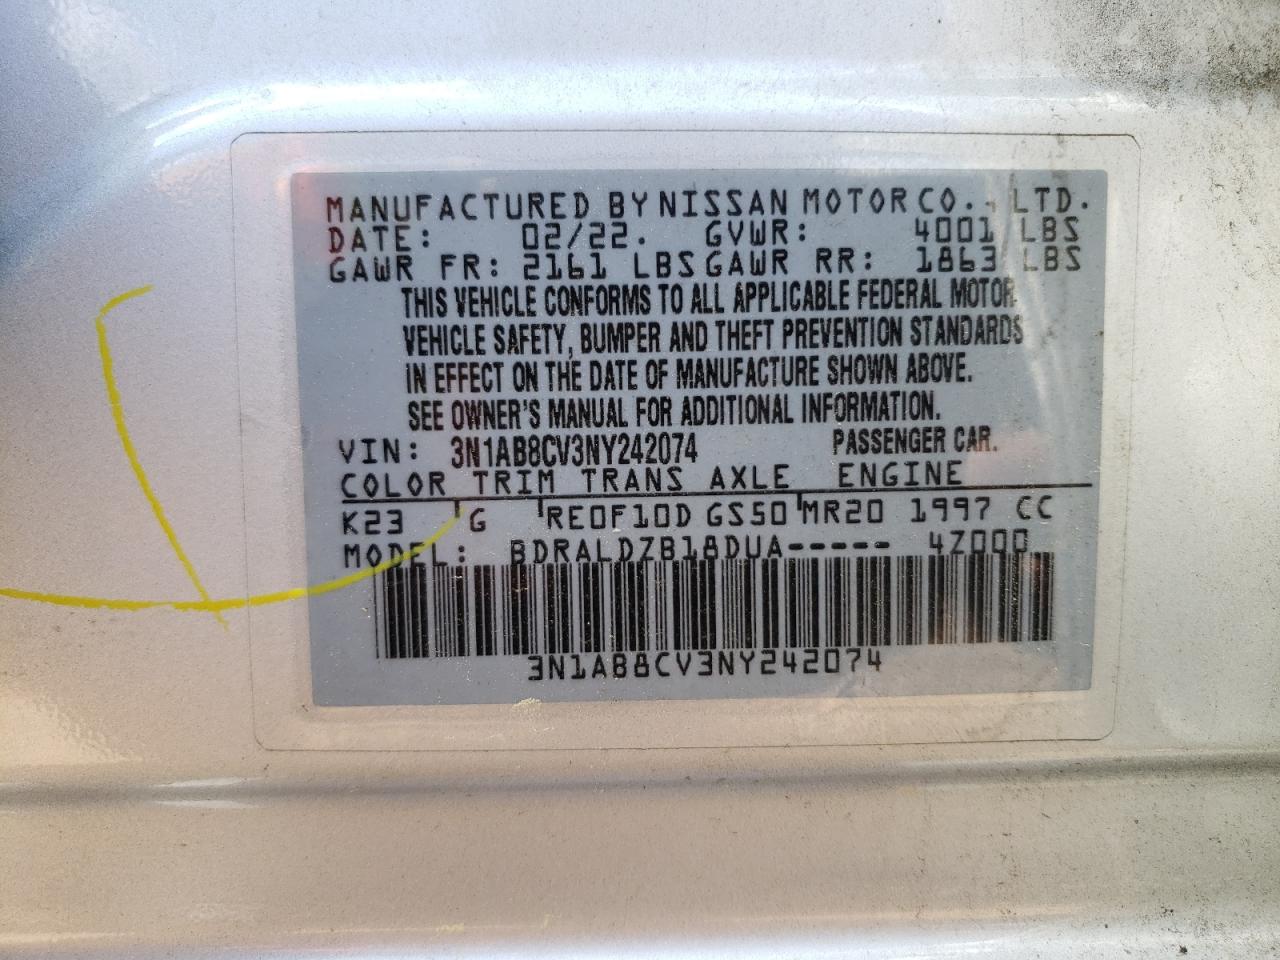 MANUFACTURED BY NISSAN MOTOR CO., LTD.
DATE: 02/22. GVWR: 4001 LBS
GAWR FR: 2161 LBS GAWR RR: 1863 LBS
THIS VEHICLE CONFORMS TO ALL APPLICABLE FEDERAL MOTOR
VEHICLE SAFETY, BUMPER AND THEFT PREVENTION STANDARDS
IN EFFECT ON THE DATE OF MANUFACTURE SHOWN ABOVE.
SEE OWNER'S MANUAL FOR ADDITIONAL INFORMATION.
VIN: 3N1AB8CV3NY242074 PASSENGER CAR.
COLOR TRIM TRANS AXLE ENGINE
K23 G RE0F10D GS50 MR20 1997 CC
MODEL: BDRALDZB18DUA----- 4Z000
3N1AB8CV3NY242074